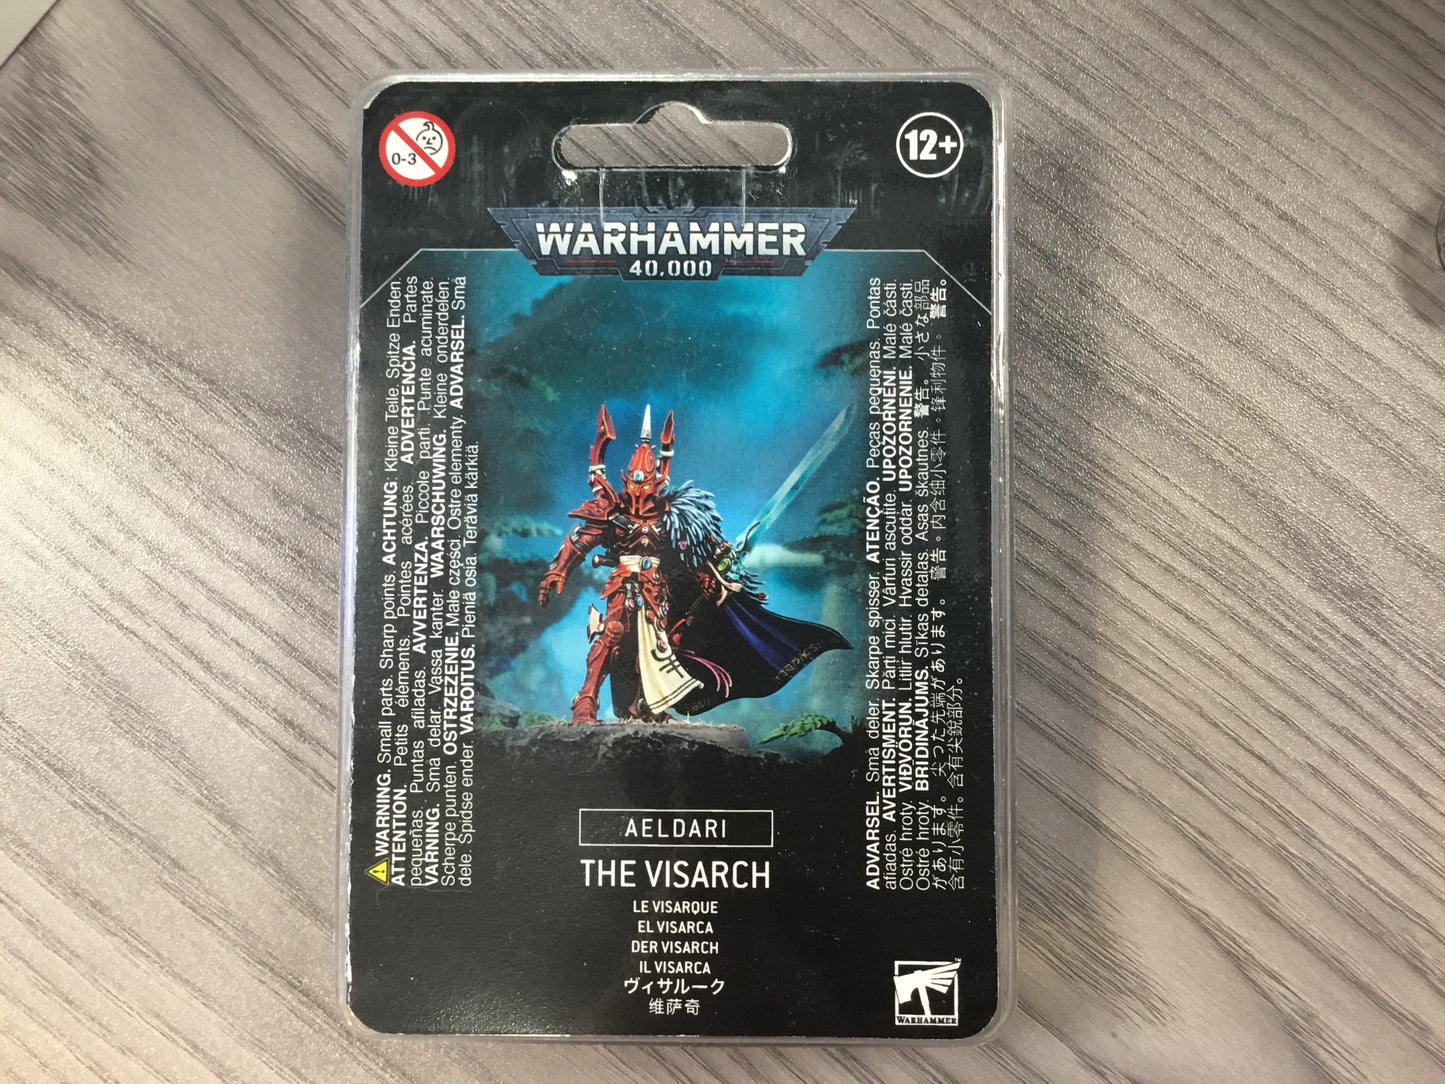 0-3
12+
WARHAMMER
40,000
WARNING. Small parts. Sharp points. ACHTUNG. Kleine Teile. Spitze Enden.
ATTENTION. Petits éléments. Pointes acérées. ADVERTENCIA. Partes
pequeñas. Puntas afiladas. AVVERTENZA. Piccole parti. Punte acuminate.
VARNING. Små delar. Vassa kanter. WAARSCHUWING. Kleine onderdelen.
Scherpe punten. OSTRZEZENIE. Małe części. Ostre elementy. ADVARSEL. Små
dele. Spidse ender. VAROITUS. Pieniä osia. Teräviä kärkiä.
ADVARSEL. Små deler. Skarpe spisser. ATENÇÃO. Peças pequenas. Pontas
afiadas. AVERTISMENT. Părţi mici. Vârfuri ascuţite. UPOZORNĚNÍ. Malé části.
Ostré hroty. VIÐVÖRUN. Litlir hlutir. Hvassir oddar. UPOZORNENIE. Malé časti.
Ostré hroty. BRĪDINĀJUMS. Sīkas detaļas. Asas šķautnes. 警告。小さな部品
があります。尖った先端があります。警告。内含细小零件。锋利物件。警告。
含有小零件。含有尖銳部分。
AELDARI
THE VISARCH
LE VISARQUE
EL VISARCA
DER VISARCH
IL VISARCA
ヴィサルーク
维萨奇
WARHAMMER